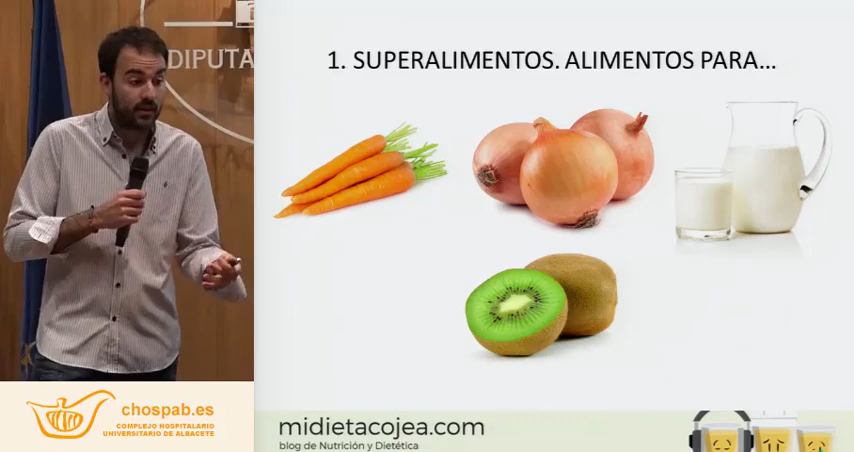 DIPUTA
1. SUPERALIMENTOS. ALIMENTOS PARA...
chospab.es
COMPLEJO HOSPITALARIO
UNIVERSITARIO DE ALBACETE
midietacojea.com
blog de Nutrición y Dietética